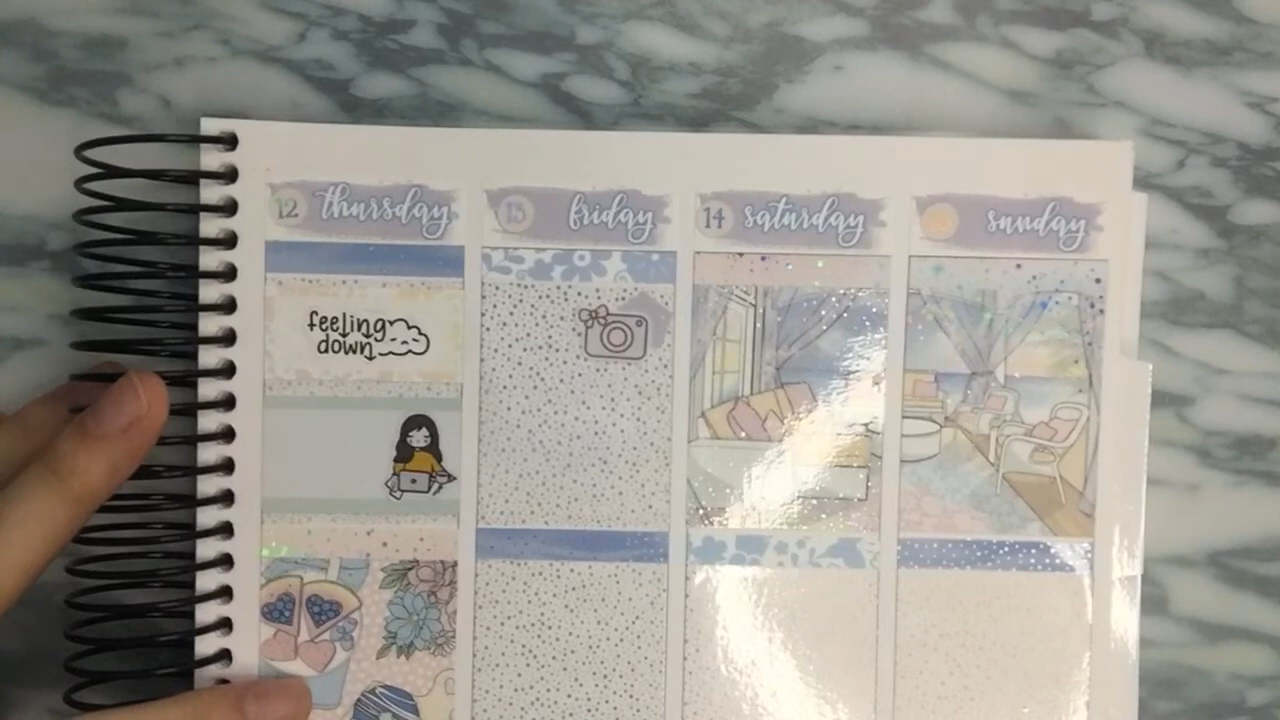 12 thursday
13 friday
14 saturday
sunday
feeling
down